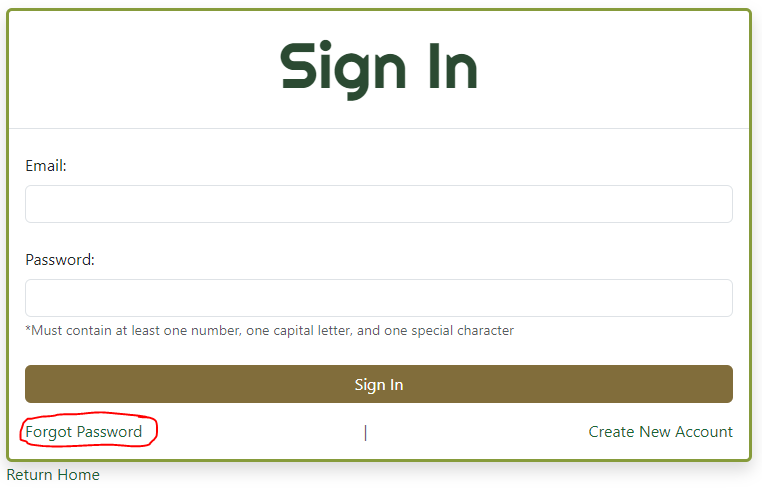 Sign In
Email:
Password:
*Must contain at least one number, one capital letter, and one special character
Sign In
Forgot Password | Create New Account
Return Home